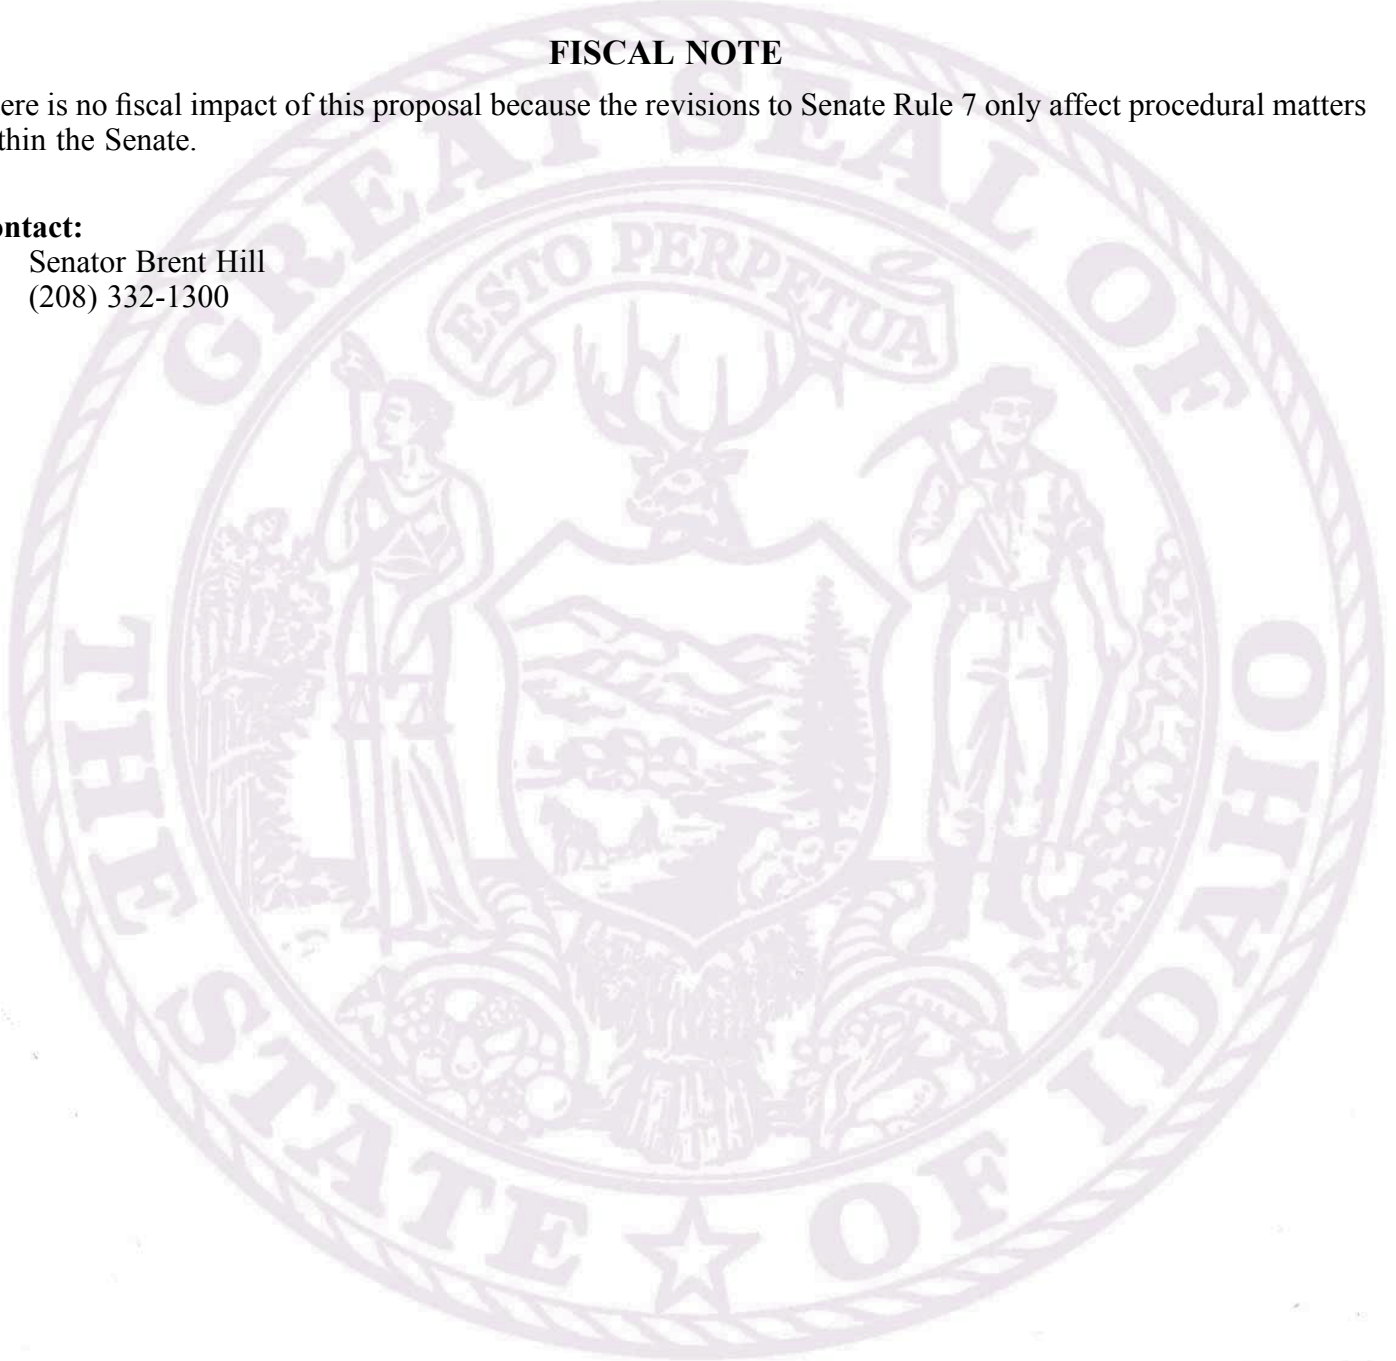 FISCAL NOTE
ere is no fiscal impact of this proposal because the revisions to Senate Rule 7 only affect procedural matters
thin the Senate.
ontact:
Senator Brent Hill
(208) 332-1300
GREAT SEAL OF
ESTO PERPETUA
THE STATE OF IDAHO